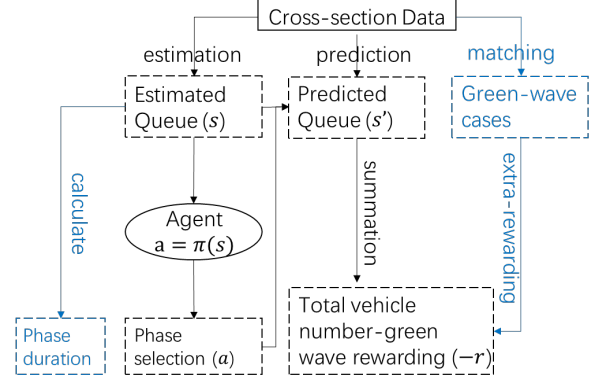 Cross-section Data
estimation
prediction
matching
Estimated
Queue (s)
Predicted
Queue (s')
Green-wave
cases
calculate
summation
extra-rewarding
Agent
a = π(s)
Phase
duration
Phase
selection (a)
Total vehicle
number-green
wave rewarding (−r)